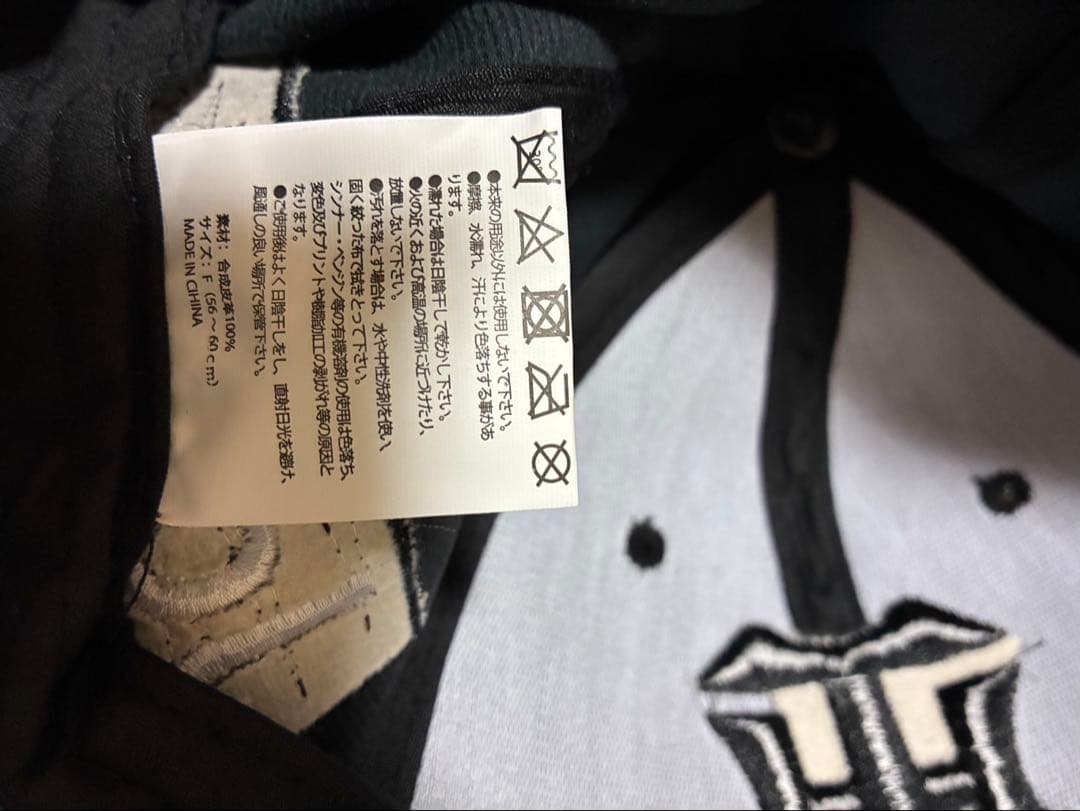 30°
●本来の用途以外には使用しないで下さい。
●摩擦、水濡れ、汗により色落ちする事があ
ります。
●濡れた場合は日陰干しで乾かし下さい。
●火の近くおよび高温の場所に近づけたり、
放置しないで下さい。
●汚れを落とす場合は、水や中性洗剤を使い、
固く絞った布で拭きとって下さい。
シンナー・ベンジン等の有機溶剤の使用は色落ち、
変色及びプリントや樹脂加工の剥がれ等の原因と
なります。
●ご使用後はよく日陰干しをし、直射日光を避け、
風通しの良い場所で保管下さい。
素材：合成皮革100%
サイズ：F（56～60ｃｍ）
MADE IN CIHINA